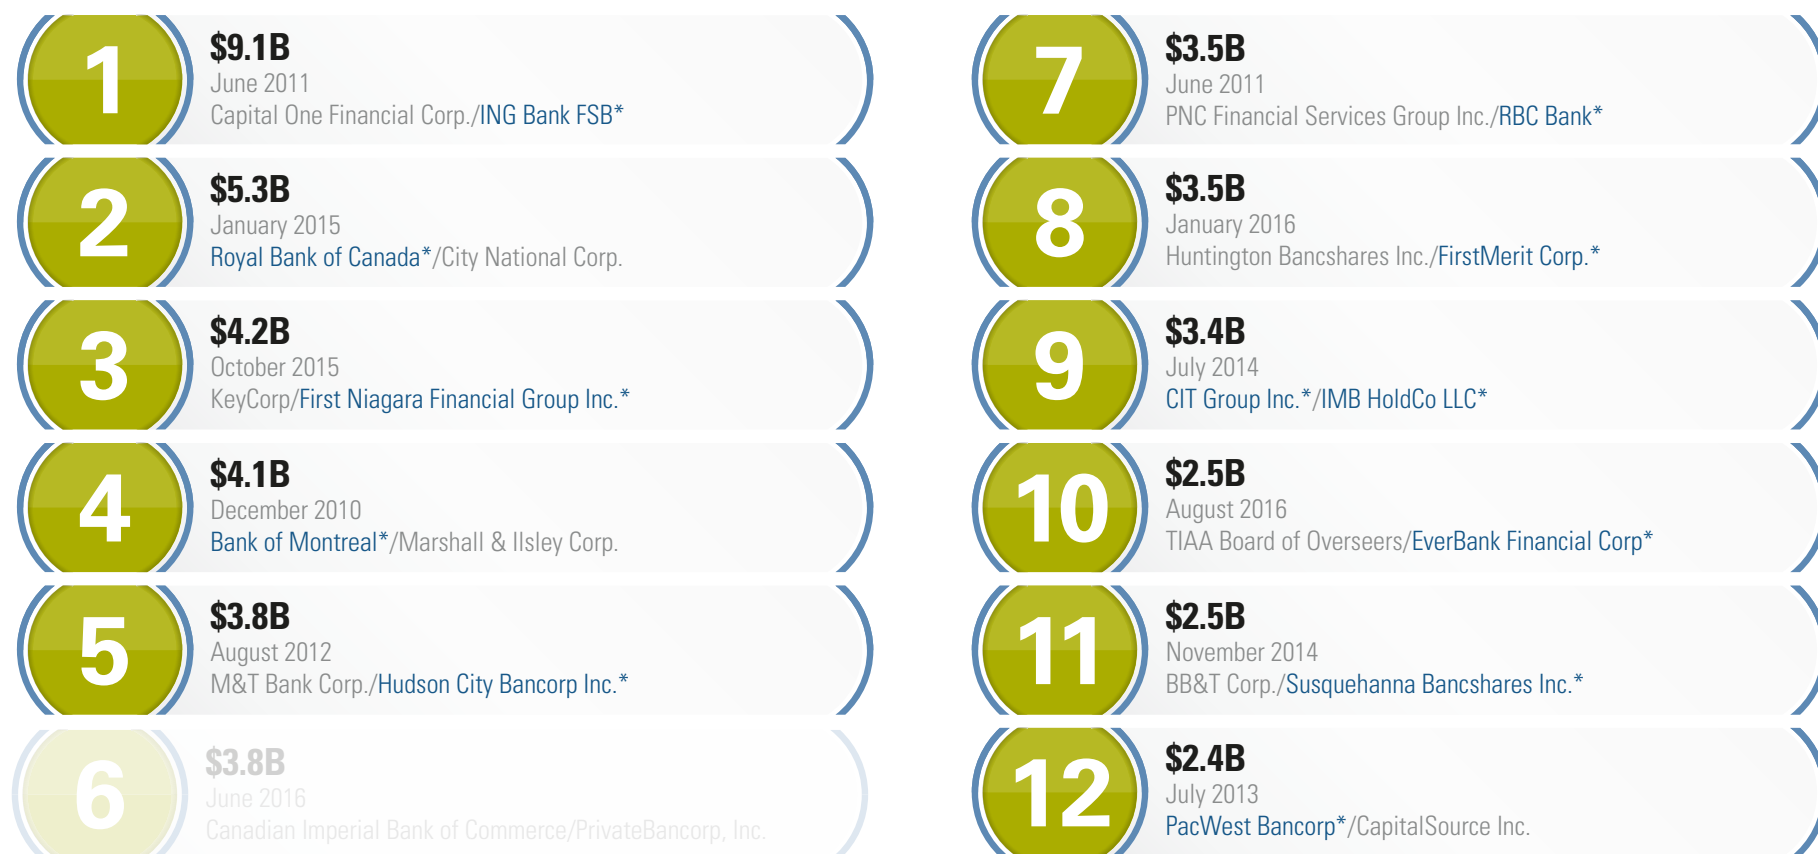 1
$9.1B
June 2011
Capital One Financial Corp./ING Bank FSB*
2
$5.3B
January 2015
Royal Bank of Canada*/City National Corp.
3
$4.2B
October 2015
KeyCorp/First Niagara Financial Group Inc.*
4
$4.1B
December 2010
Bank of Montreal*/Marshall & Ilsley Corp.
5
$3.8B
August 2012
M&T Bank Corp./Hudson City Bancorp Inc.*
6
$3.8B
June 2016
Canadian Imperial Bank of Commerce/PrivateBancorp, Inc.
7
$3.5B
June 2011
PNC Financial Services Group Inc./RBC Bank*
8
$3.5B
January 2016
Huntington Bancshares Inc./FirstMerit Corp.*
9
$3.4B
July 2014
CIT Group Inc.*/IMB HoldCo LLC*
10
$2.5B
August 2016
TIAA Board of Overseers/EverBank Financial Corp*
11
$2.5B
November 2014
BB&T Corp./Susquehanna Bancshares Inc.*
12
$2.4B
July 2013
PacWest Bancorp*/CapitalSource Inc.